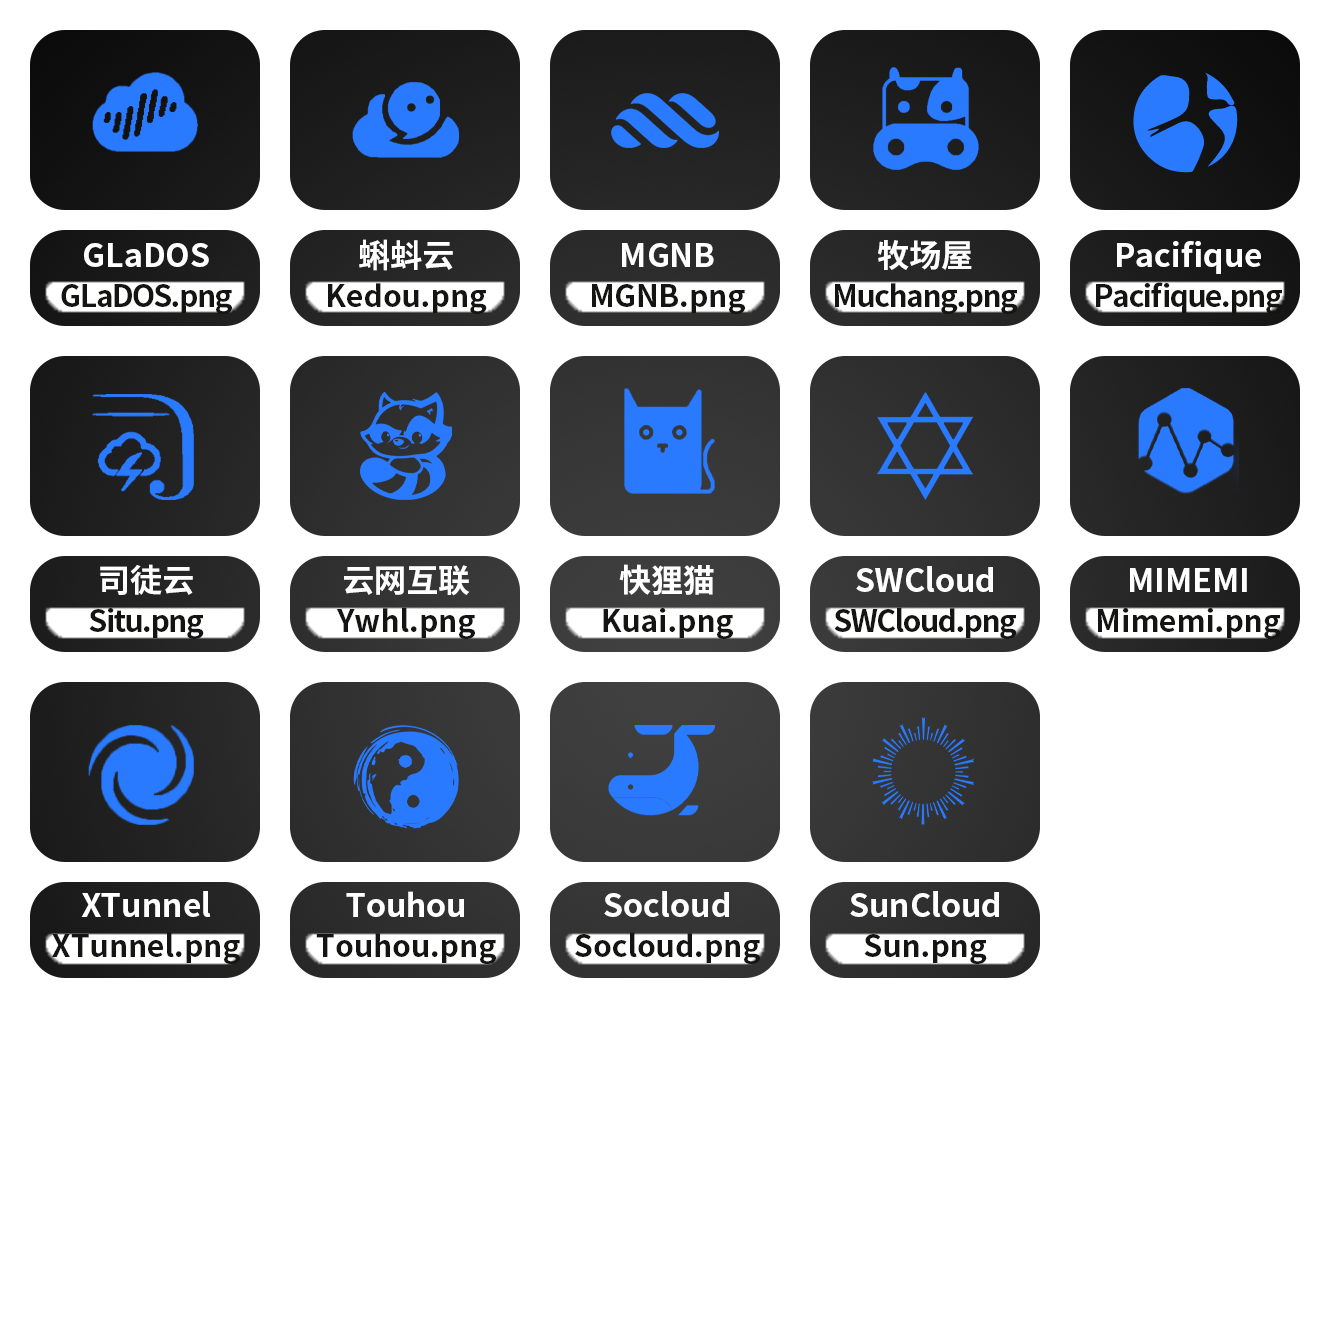 GLaDOS
GLaDOS.png
蝌蚪云
Kedou.png
MGNB
MGNB.png
牧场屋
Muchang.png
Pacifique
Pacifique.png
司徒云
Situ.png
云网互联
Ywhl.png
快狸猫
Kuai.png
SWCloud
SWCloud.png
MIMEMI
Mimemi.png
XTunnel
XTunnel.png
Touhou
Touhou.png
Socloud
Socloud.png
SunCloud
Sun.png